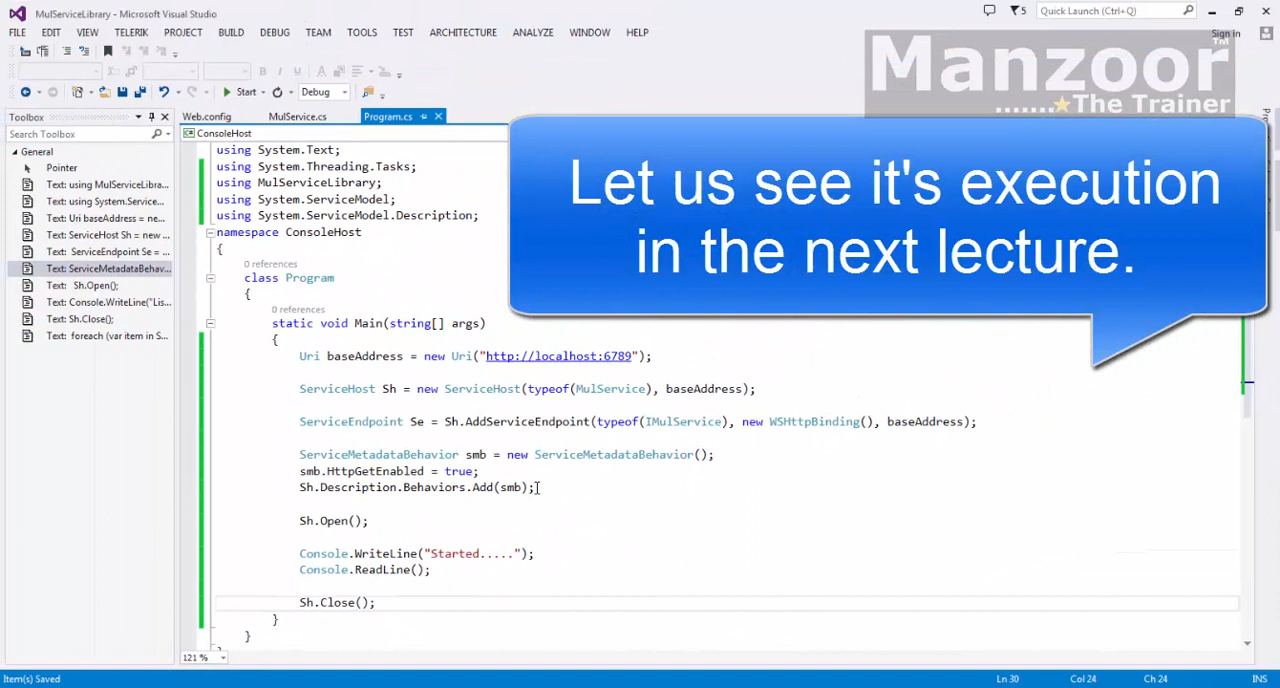 MulServiceLibrary - Microsoft Visual Studio
5
Quick Launch (Ctrl+Q)
FILE EDIT VIEW TELERIK PROJECT BUILD DEBUG TEAM TOOLS TEST ARCHITECTURE ANALYZE WINDOW HELP
Sign in
Manzoor™
.......The Trainer
Start
Debug
Toolbox
Search Toolbox
General
Pointer
Text: using MulServiceLibra...
Text: using System.Service...
Text: Uri baseAddress = ne...
Text: ServiceHost Sh = new ...
Text: ServiceEndpoint Se = ...
Text: ServiceMetadataBehav...
Text: Sh.Open();
Text: Console.WriteLine("Lis...
Text: Sh.Close();
Text: foreach (var item in S...
Web.config MulService.cs Program.cs
ConsoleHost
Let us see it's execution
in the next lecture.
using System.Text;
using System.Threading.Tasks;
using MulServiceLibrary;
using System.ServiceModel;
using System.ServiceModel.Description;
namespace ConsoleHost
{
0 references
class Program
{
0 references
static void Main(string[] args)
{
Uri baseAddress = new Uri("http://localhost:6789");
ServiceHost Sh = new ServiceHost(typeof(MulService), baseAddress);
ServiceEndpoint Se = Sh.AddServiceEndpoint(typeof(IMulService), new WSHttpBinding(), baseAddress);
ServiceMetadataBehavior smb = new ServiceMetadataBehavior();
smb.HttpGetEnabled = true;
Sh.Description.Behaviors.Add(smb);
Sh.Open();
Console.WriteLine("Started.....");
Console.ReadLine();
Sh.Close();
}
}
121 %
Item(s) Saved
Ln 30 Col 24 Ch 24 INS